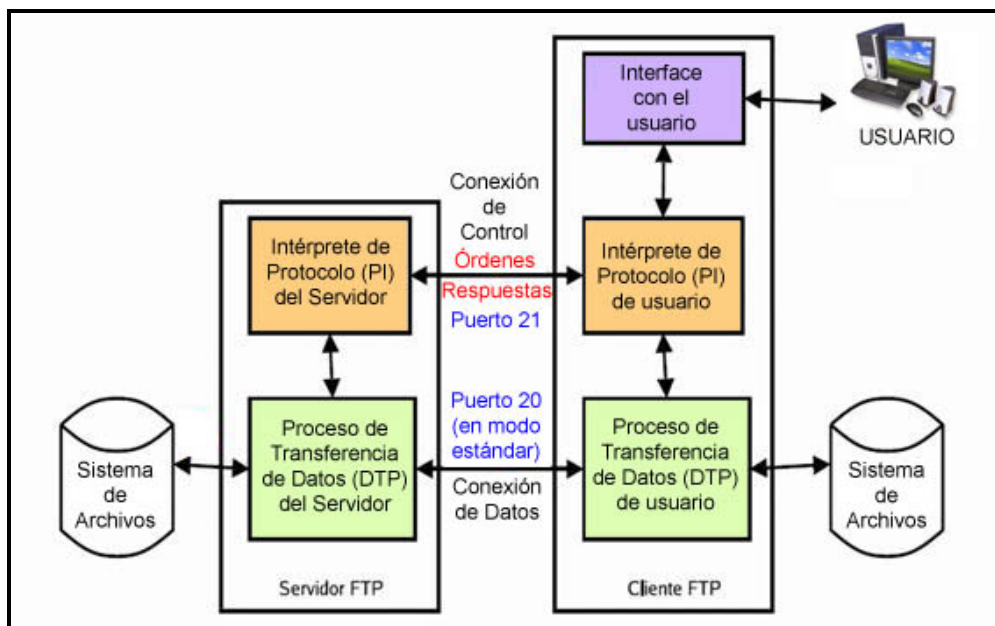 Interface
con el
usuario
USUARIO
Conexión
de
Control
Órdenes
Respuestas
Puerto 21
Intérprete de
Protocolo (PI)
del Servidor
Intérprete de
Protocolo (PI)
de usuario
Sistema
de
Archivos
Proceso de
Transferencia
de Datos (DTP)
del Servidor
Puerto 20
(en modo
estándar)
Conexión
de Datos
Proceso de
Transferencia
de Datos (DTP)
de usuario
Sistema
de
Archivos
Servidor FTP
Cliente FTP